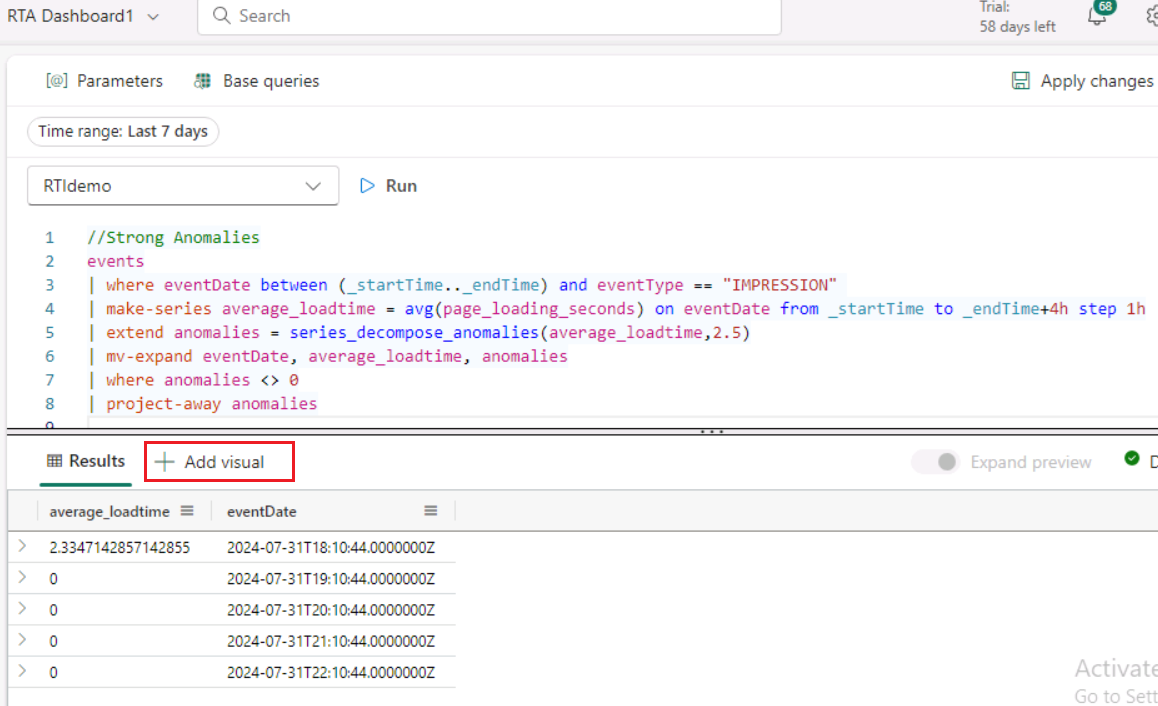 RTA Dashboard1
Search
Trial:
58 days left
68
[@] Parameters
Base queries
Apply changes
Time range: Last 7 days
RTIdemo
Run
1 //Strong Anomalies
2 events
3 | where eventDate between (_startTime.._endTime) and eventType == "IMPRESSION"
4 | make-series average_loadtime = avg(page_loading_seconds) on eventDate from _startTime to _endTime+4h step 1h
5 | extend anomalies = series_decompose_anomalies(average_loadtime,2.5)
6 | mv-expand eventDate, average_loadtime, anomalies
7 | where anomalies <> 0
8 | project-away anomalies
9
Results
+ Add visual
Expand preview
average_loadtime eventDate
2.3347142857142855 2024-07-31T18:10:44.0000000Z
0 2024-07-31T19:10:44.0000000Z
0 2024-07-31T20:10:44.0000000Z
0 2024-07-31T21:10:44.0000000Z
0 2024-07-31T22:10:44.0000000Z
Activate
Go to Sett